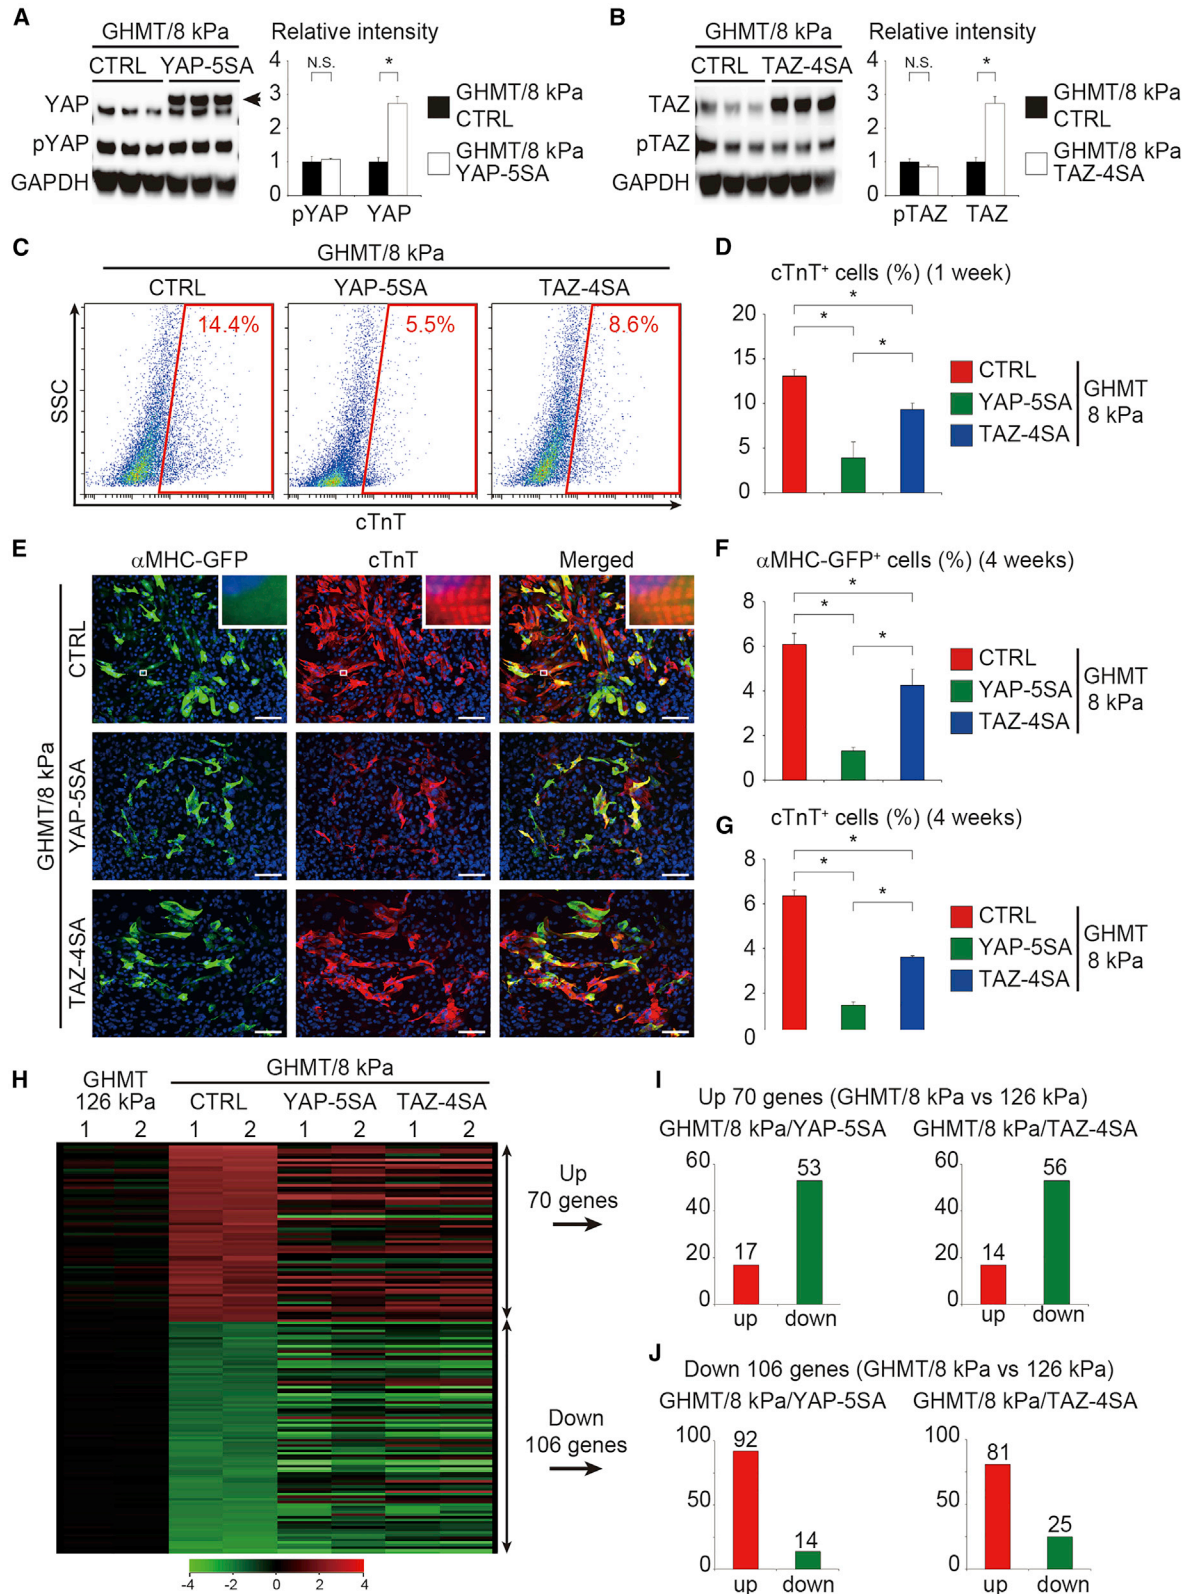 A
GHMT/8 kPa
CTRL YAP-5SA
YAP
pYAP
GAPDH
Relative intensity
4
3
2
1
0
N.S.
*
pYAP YAP
GHMT/8 kPa
CTRL
GHMT/8 kPa
YAP-5SA
B
GHMT/8 kPa
CTRL TAZ-4SA
TAZ
pTAZ
GAPDH
Relative intensity
4
3
2
1
0
N.S.
*
pTAZ TAZ
GHMT/8 kPa
CTRL
GHMT/8 kPa
TAZ-4SA
C
GHMT/8 kPa
CTRL YAP-5SA TAZ-4SA
14.4% 5.5% 8.6%
SSC
cTnT
D
cTnT+ cells (%) (1 week)
20
15
10
5
0
*
*
*
CTRL
YAP-5SA
TAZ-4SA
GHMT
8 kPa
E
αMHC-GFP cTnT Merged
GHMT/8 kPa
CTRL
YAP-5SA
TAZ-4SA
F
αMHC-GFP+ cells (%) (4 weeks)
8
6
4
2
0
*
*
*
CTRL
YAP-5SA
TAZ-4SA
GHMT
8 kPa
G
cTnT+ cells (%) (4 weeks)
8
6
4
2
0
*
*
*
CTRL
YAP-5SA
TAZ-4SA
GHMT
8 kPa
H
GHMT
126 kPa
GHMT/8 kPa
CTRL YAP-5SA TAZ-4SA
1 2 1 2 1 2 1 2
Up
70 genes
Down
106 genes
-4 -2 0 2 4
I
Up 70 genes (GHMT/8 kPa vs 126 kPa)
GHMT/8 kPa/YAP-5SA GHMT/8 kPa/TAZ-4SA
60
40
20
0
17
53
up down
60
40
20
0
14
56
up down
J
Down 106 genes (GHMT/8 kPa vs 126 kPa)
GHMT/8 kPa/YAP-5SA GHMT/8 kPa/TAZ-4SA
100
50
0
92
14
up down
100
50
0
81
25
up down